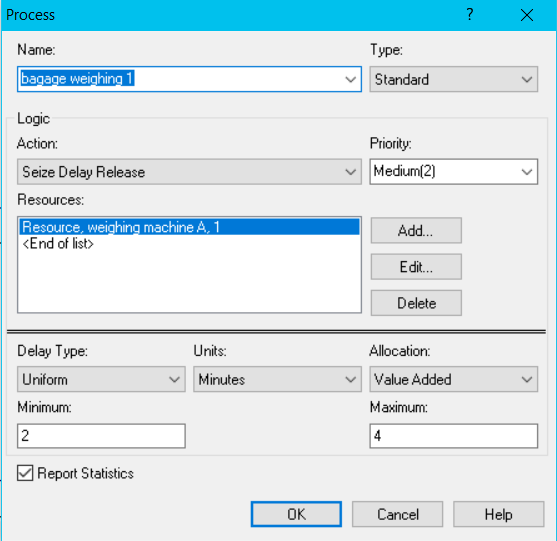 Process ?
Name: Type:
bagage weighing 1 Standard
Logic
Action: Priority:
Seize Delay Release Medium(2)
Resources:
Resource, weighing machine A, 1
<End of list>
Add...
Edit...
Delete
Delay Type: Units: Allocation:
Uniform Minutes Value Added
Minimum: Maximum:
2 4
Report Statistics
OK Cancel Help